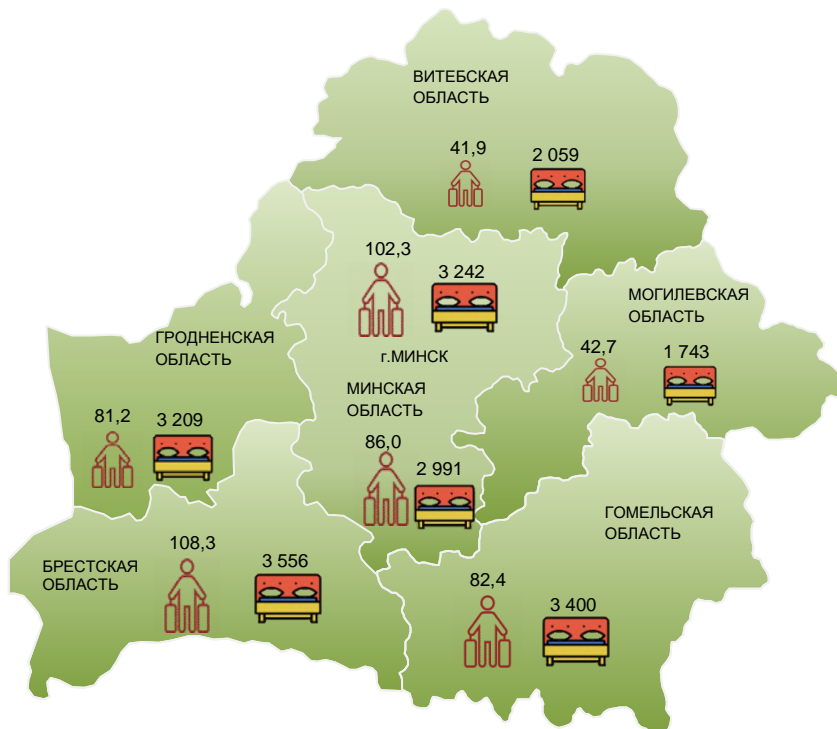 ВИТЕБСКАЯ
ОБЛАСТЬ
41,9
2 059
102,3
3 242
г.МИНСК
МОГИЛЕВСКАЯ
ОБЛАСТЬ
42,7
1 743
ГРОДНЕНСКАЯ
ОБЛАСТЬ
81,2
3 209
МИНСКАЯ
ОБЛАСТЬ
86,0
2 991
ГОМЕЛЬСКАЯ
ОБЛАСТЬ
82,4
3 400
БРЕСТСКАЯ
ОБЛАСТЬ
108,3
3 556